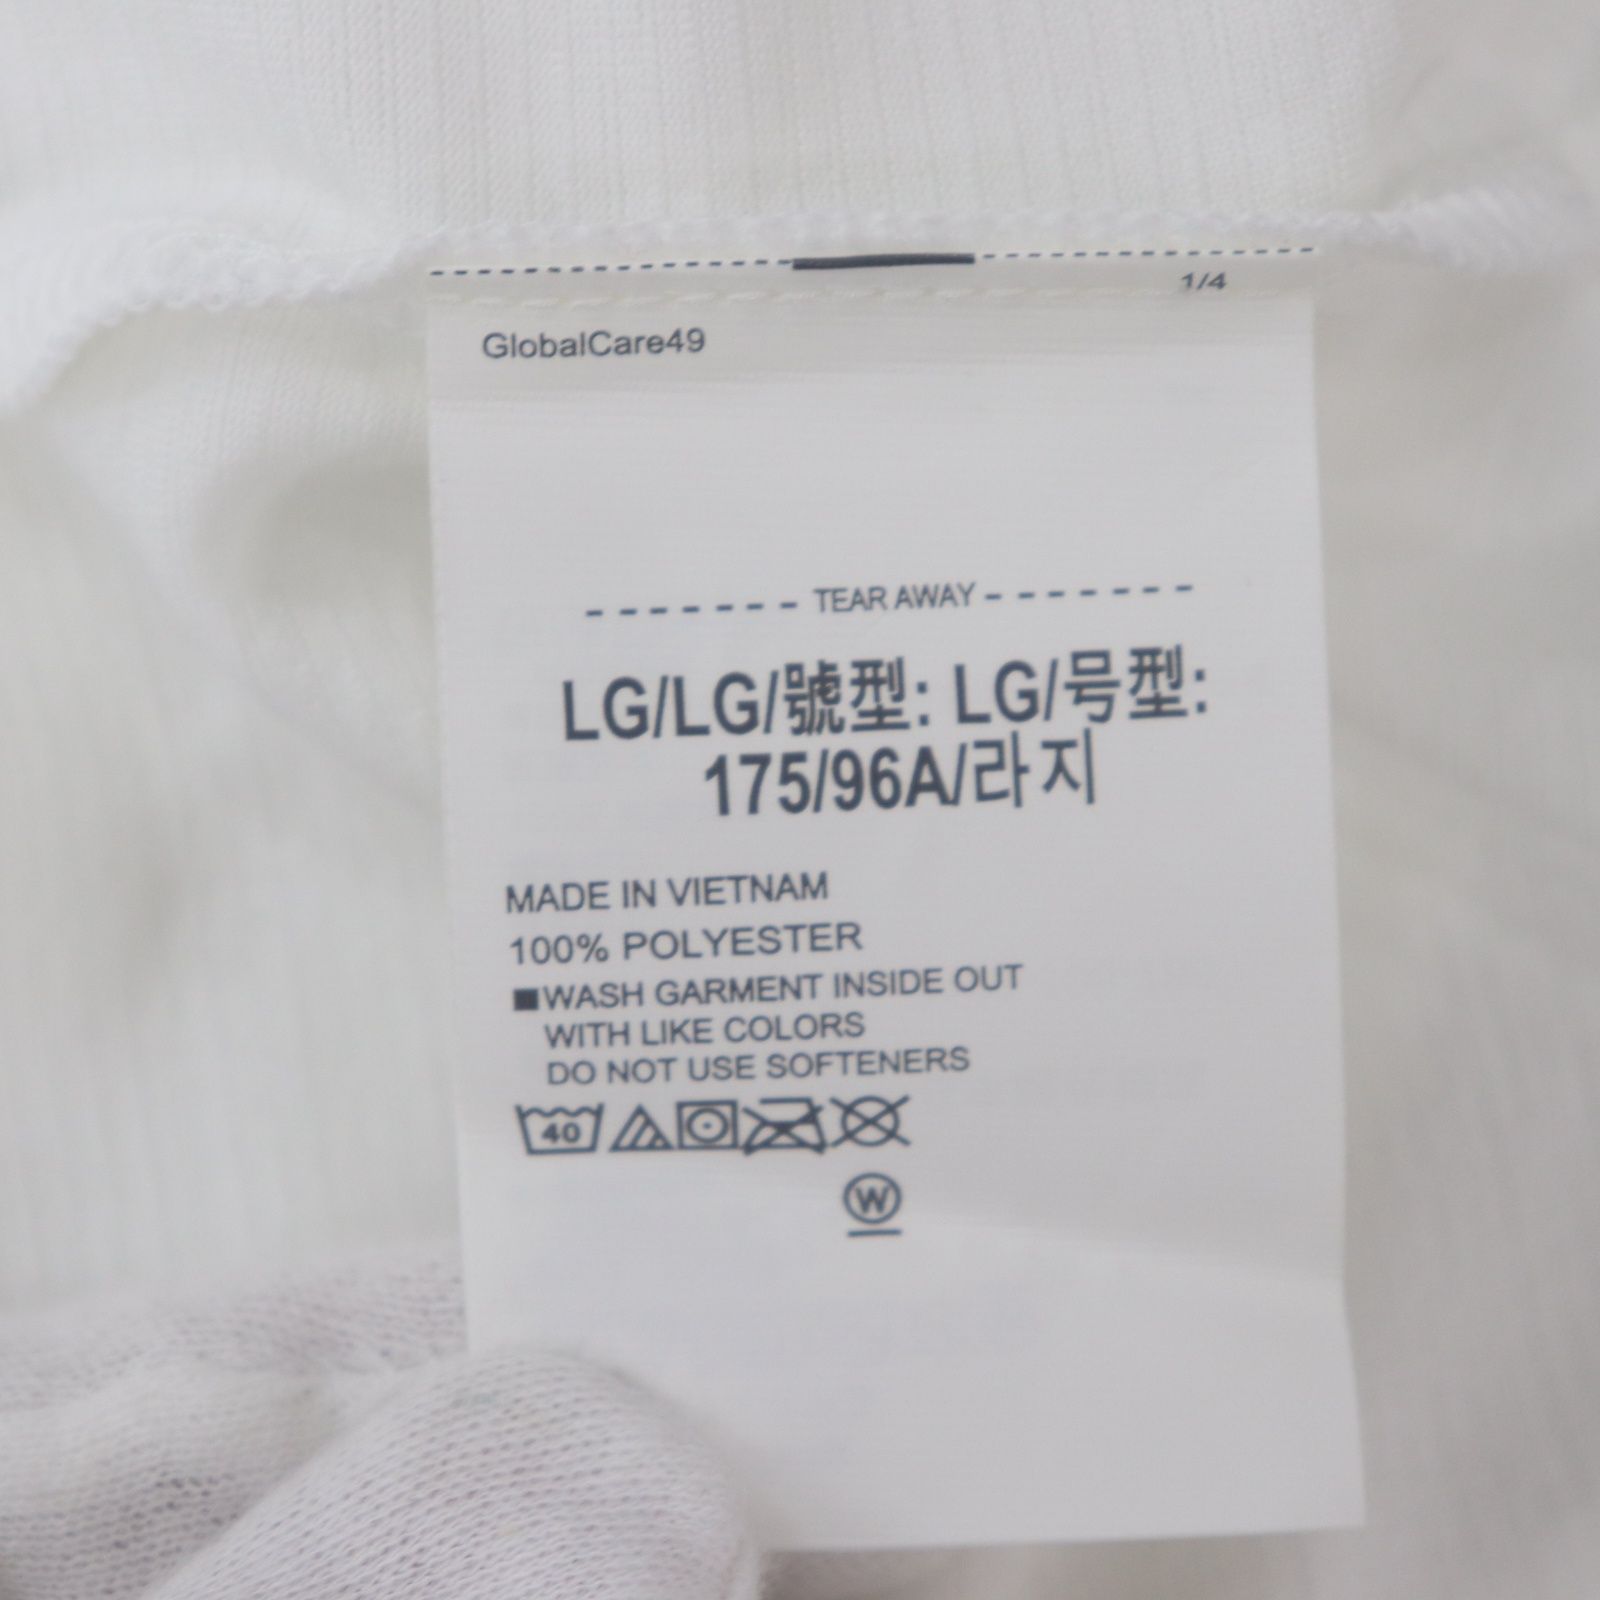 1/4
GlobalCare49
TEAR AWAY
LG/LG/號型: LG/号型:
175/96A/라지
MADE IN VIETNAM
100% POLYESTER
■WASH GARMENT INSIDE OUT
WITH LIKE COLORS
DO NOT USE SOFTENERS
40
W